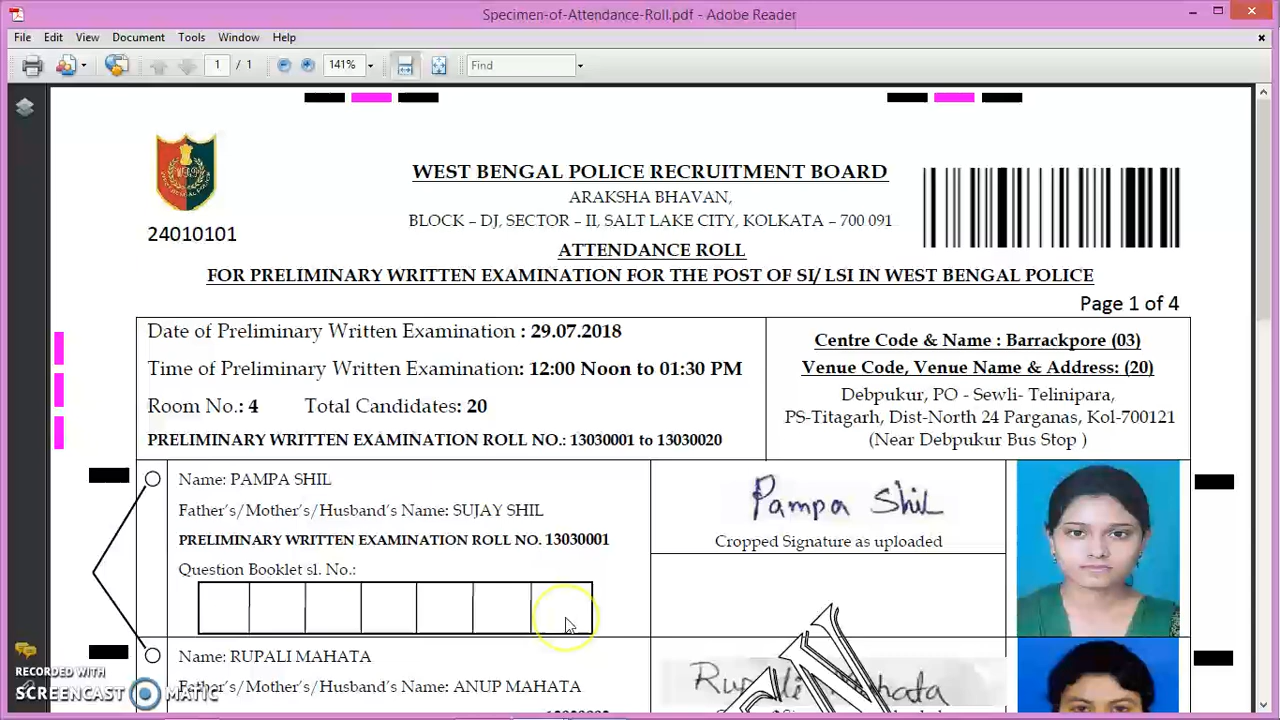 Specimen-of-Attendance-Roll.pdf - Adobe Reader
File Edit View Document Tools Window Help
1 / 1 141% Find
24010101
WEST BENGAL POLICE RECRUITMENT BOARD
ARAKSHA BHAVAN,
BLOCK – DJ, SECTOR – II, SALT LAKE CITY, KOLKATA – 700 091
ATTENDANCE ROLL
FOR PRELIMINARY WRITTEN EXAMINATION FOR THE POST OF SI/ LSI IN WEST BENGAL POLICE
Page 1 of 4
Date of Preliminary Written Examination : 29.07.2018
Time of Preliminary Written Examination: 12:00 Noon to 01:30 PM
Room No.: 4 Total Candidates: 20
PRELIMINARY WRITTEN EXAMINATION ROLL NO.: 13030001 to 13030020
Centre Code & Name : Barrackpore (03)
Venue Code, Venue Name & Address: (20)
Debpukur, PO - Sewli- Telinipara,
PS-Titagarh, Dist-North 24 Parganas, Kol-700121
(Near Debpukur Bus Stop )
Name: PAMPA SHIL
Father's/Mother's/Husband's Name: SUJAY SHIL
PRELIMINARY WRITTEN EXAMINATION ROLL NO. 13030001
Question Booklet sl. No.:
Pampa Shil
Cropped Signature as uploaded
Name: RUPALI MAHATA
Father's/Mother's/Husband's Name: ANUP MAHATA
Rupali Mahata
RECORDED WITH
SCREENCAST MATIC